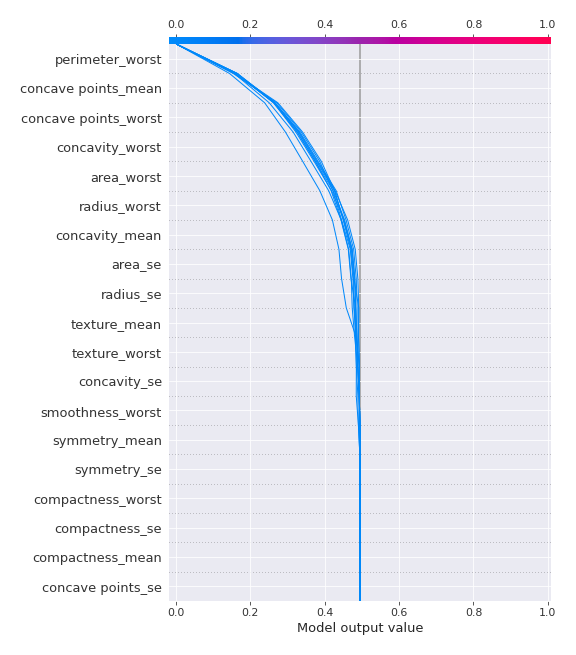 0.0 0.2 0.4 0.6 0.8 1.0
perimeter_worst
concave points_mean
concave points_worst
concavity_worst
area_worst
radius_worst
concavity_mean
area_se
radius_se
texture_mean
texture_worst
concavity_se
smoothness_worst
symmetry_mean
symmetry_se
compactness_worst
compactness_se
compactness_mean
concave points_se
0.0 0.2 0.4 0.6 0.8 1.0
Model output value